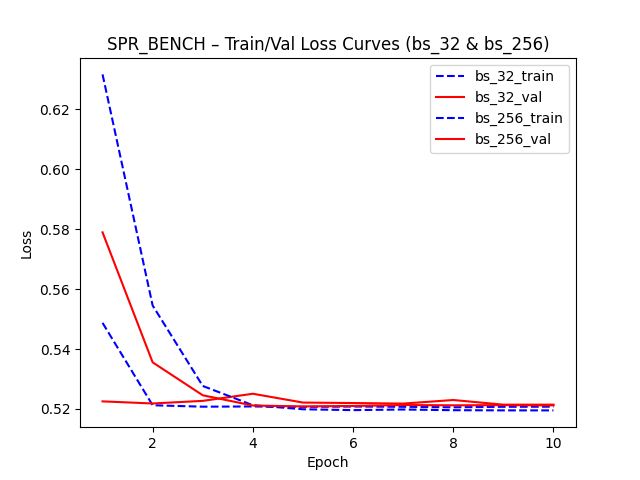 SPR_BENCH – Train/Val Loss Curves (bs_32 & bs_256)
bs_32_train
bs_32_val
bs_256_train
bs_256_val
Loss
0.62
0.60
0.58
0.56
0.54
0.52
2 4 6 8 10
Epoch